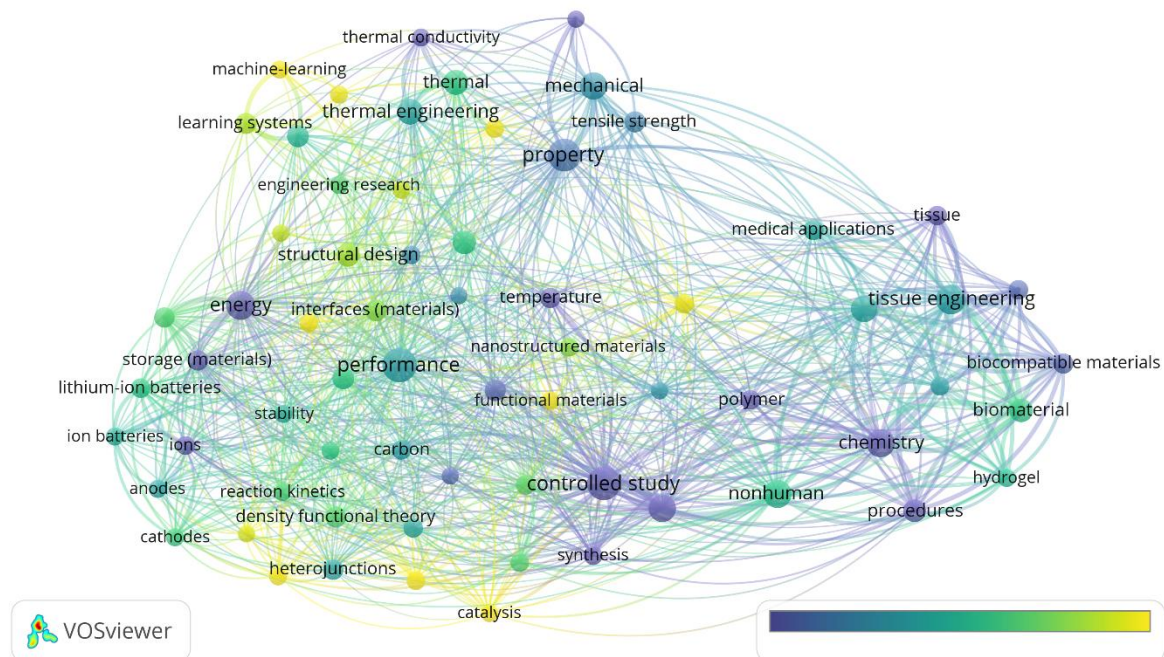 thermal conductivity
machine-learning
thermal
mechanical
thermal engineering
learning systems
tensile strength
property
engineering research
tissue
medical applications
structural design
temperature
tissue engineering
energy
interfaces (materials)
nanostructured materials
storage (materials)
performance
biocompatible materials
lithium-ion batteries
functional materials
polymer
stability
biomaterial
ion batteries
ions
carbon
chemistry
hydrogel
anodes
reaction kinetics
controlled study
nonhuman
density functional theory
procedures
cathodes
synthesis
heterojunctions
catalysis
VOSviewer